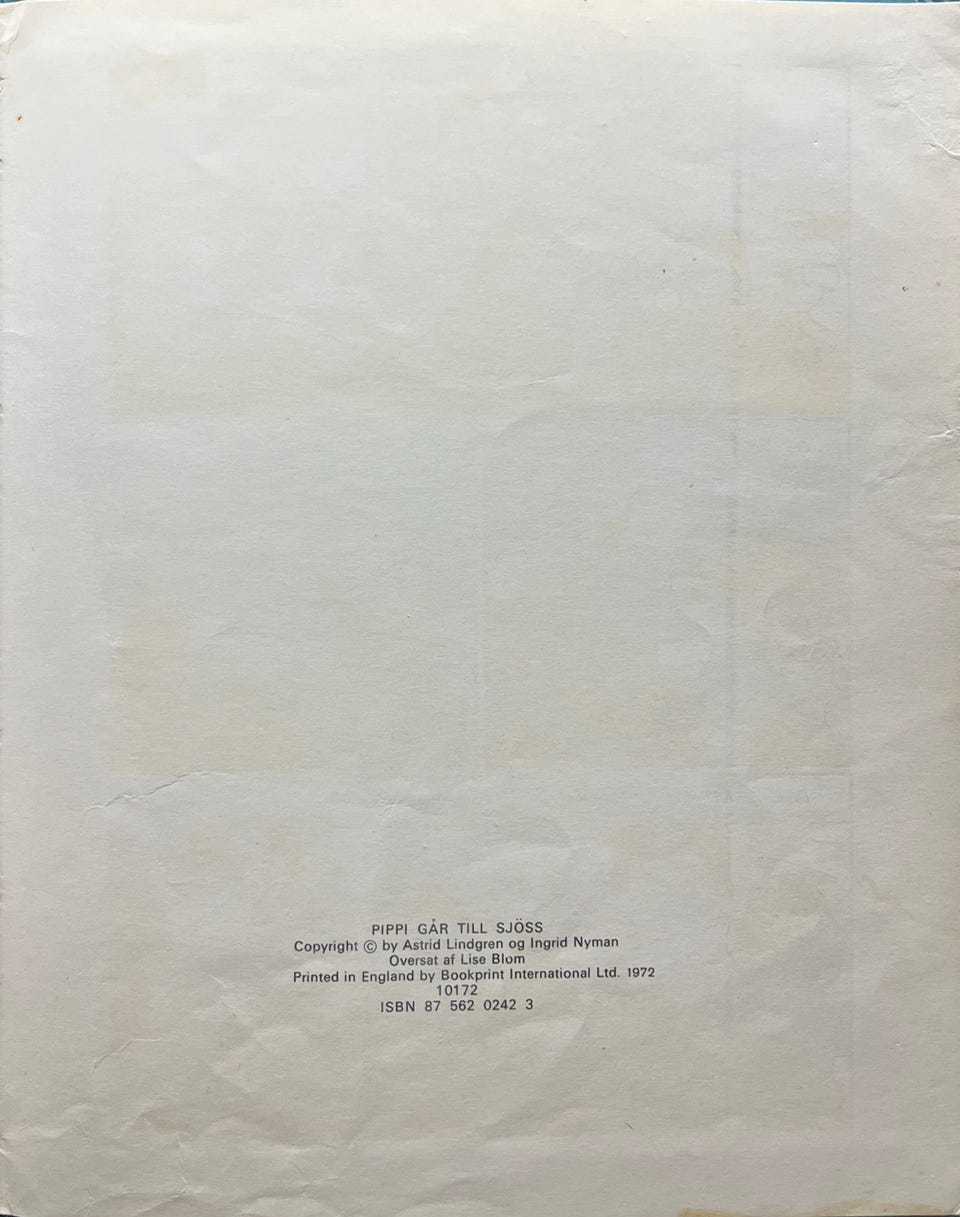 PIPPI GÅR TILL SJÖSS
Copyright © by Astrid Lindgren og Ingrid Nyman
Oversat af Lise Blom
Printed in England by Bookprint International Ltd. 1972
10172
ISBN 87 562 0242 3